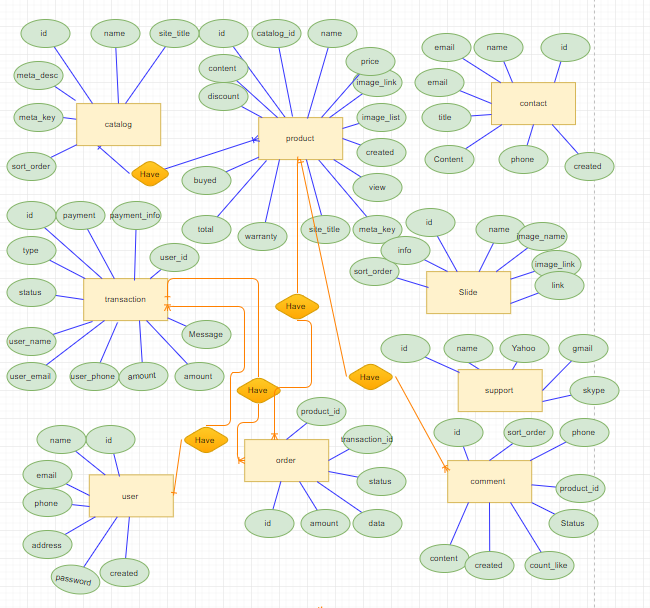 id
name
site_title
id
catalog_id
name
meta_desc
content
price
image_link
discount
meta_key
catalog
product
image_list
sort_order
Have
created
buyed
view
total
warranty
site_title
meta_key
email
name
id
email
contact
title
Content
phone
created
id
payment
payment_info
type
user_id
status
transaction
user_name
Message
user_email
user_phone
amount
amount
id
name
image_name
info
image_link
sort_order
Slide
link
Have
Have
Have
Have
id
name
Yahoo
gmail
support
skype
name
id
email
phone
user
address
password
created
product_id
transaction_id
order
status
id
amount
data
id
sort_order
phone
comment
product_id
Status
content
created
count_like